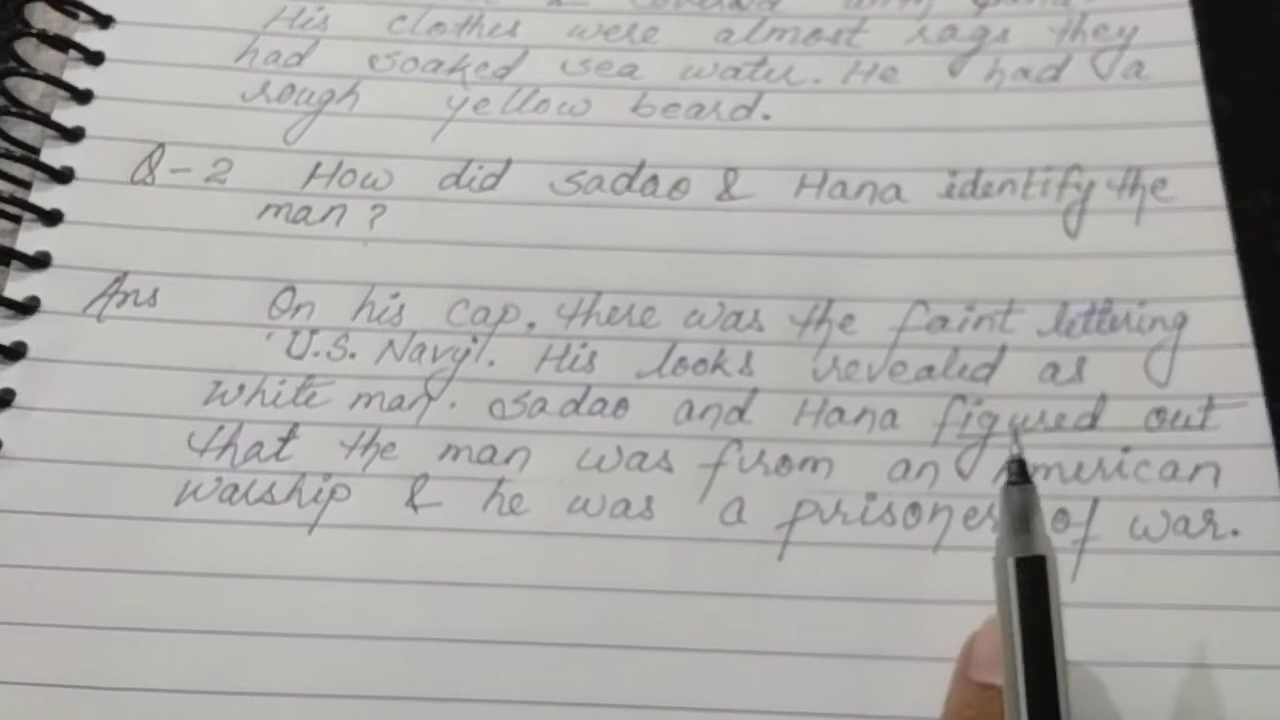 His clothes were almost rags they
had soaked sea water. He had a
rough yellow beard.
Q-2 How did sadao & Hana identify the
man?
Ans On his cap, there was the faint lettering
'U.S. Navy'. His looks revealed as
white man. Sadao and Hana figured out
that the man was from an American
Warship & he was a prisoner of war.